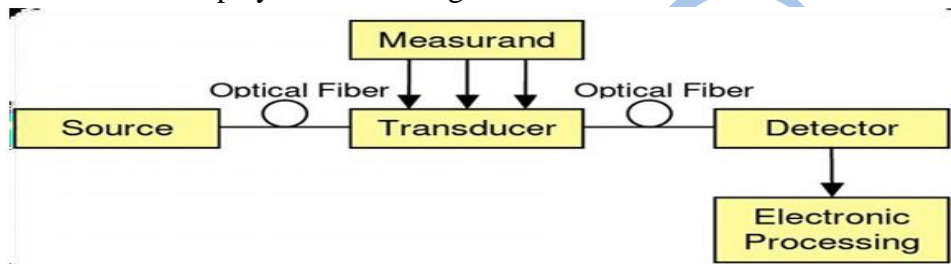 Measurand
Optical Fiber
Optical Fiber
Source
Transducer
Detector
Electronic
Processing